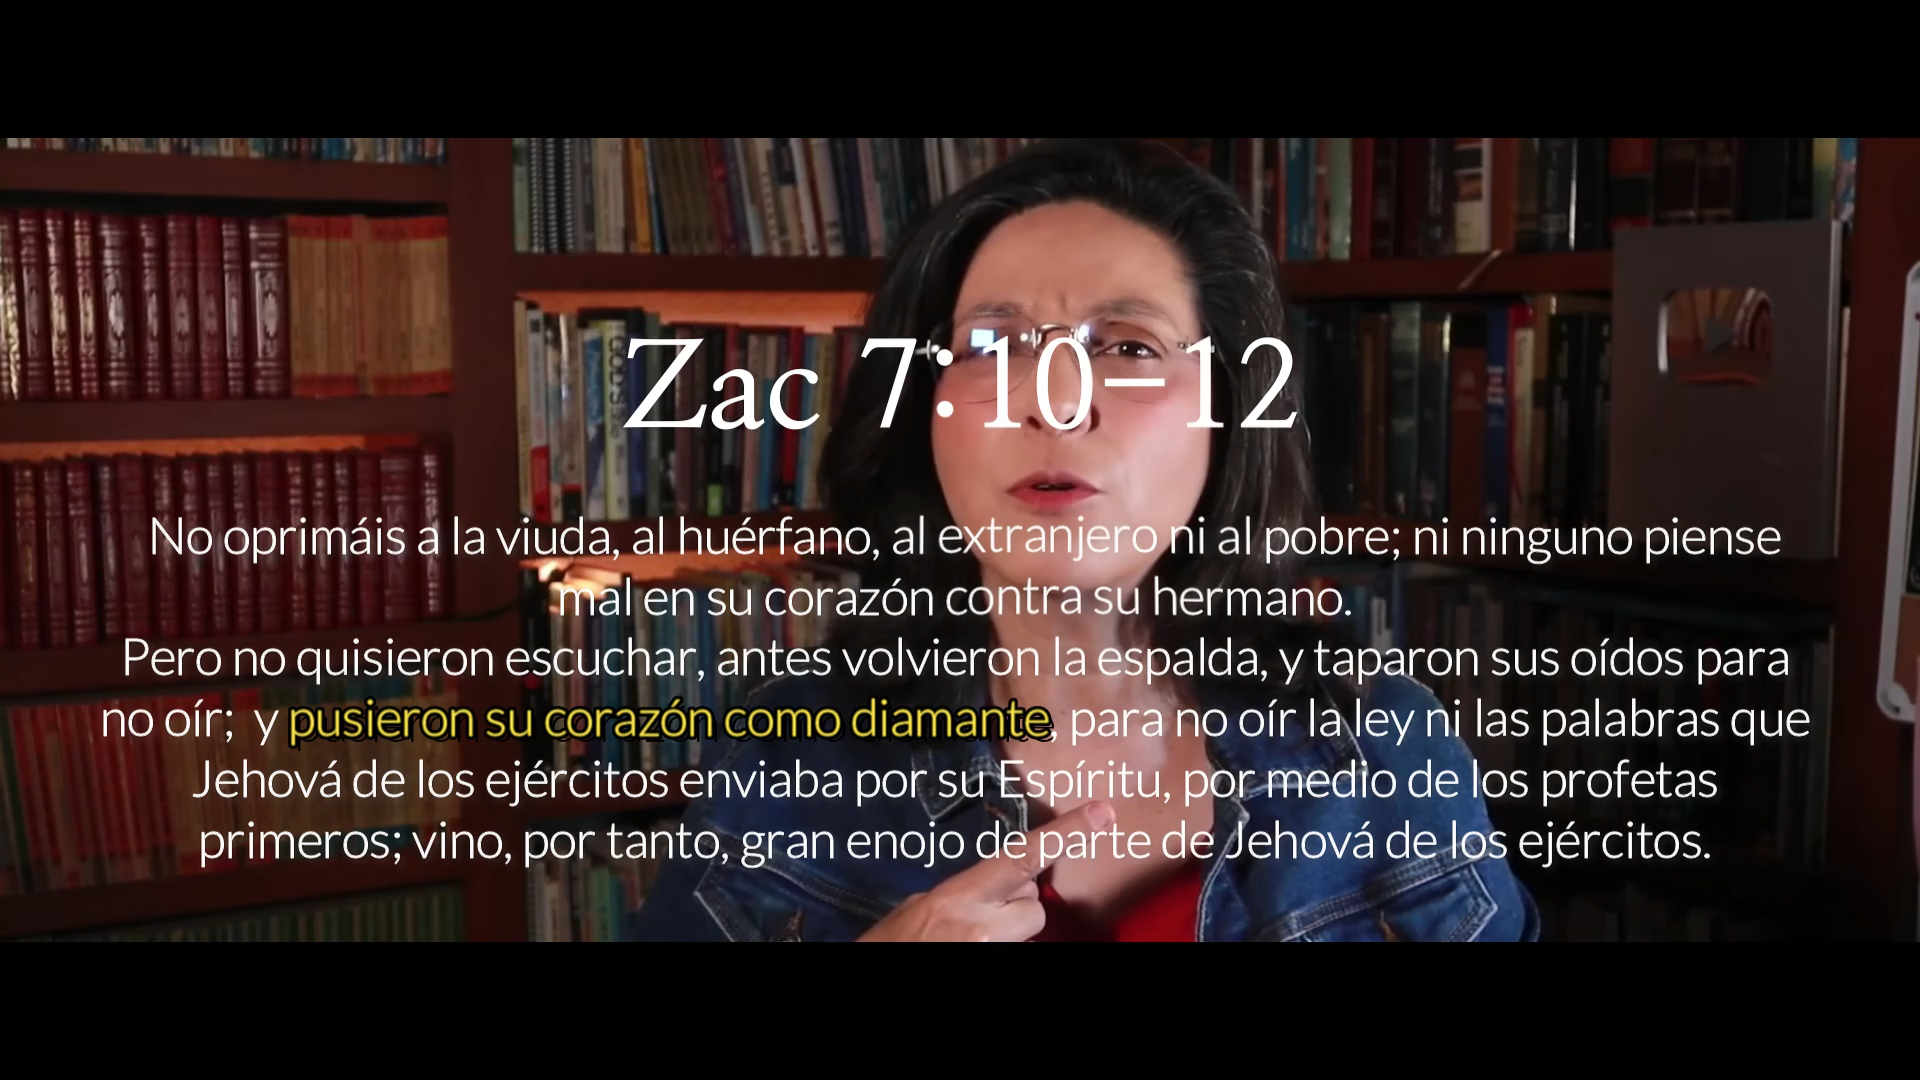 Zac 7:10–12
No oprimáis a la viuda, al huérfano, al extranjero ni al pobre; ni ninguno piense
mal en su corazón contra su hermano.
Pero no quisieron escuchar, antes volvieron la espalda, y taparon sus oídos para
no oír; y pusieron su corazón como diamante, para no oír la ley ni las palabras que
Jehová de los ejércitos enviaba por su Espíritu, por medio de los profetas
primeros; vino, por tanto, gran enojo de parte de Jehová de los ejércitos.